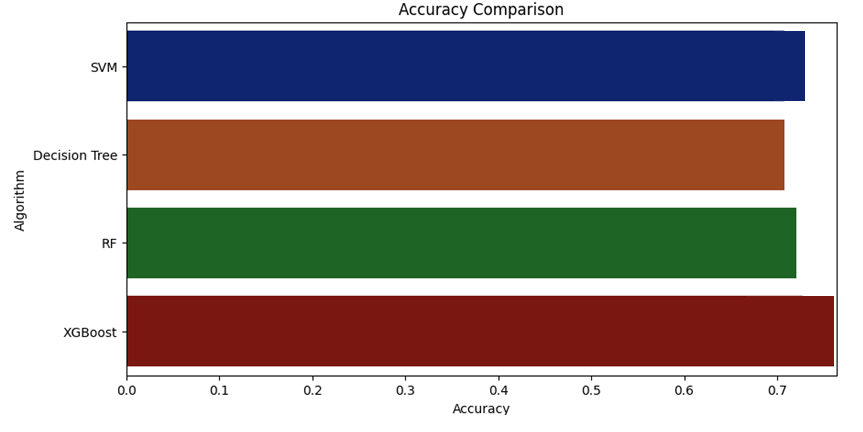 Accuracy Comparison
SVM
Decision Tree
RF
XGBoost
Algorithm
0.0 0.1 0.2 0.3 0.4 0.5 0.6 0.7
Accuracy